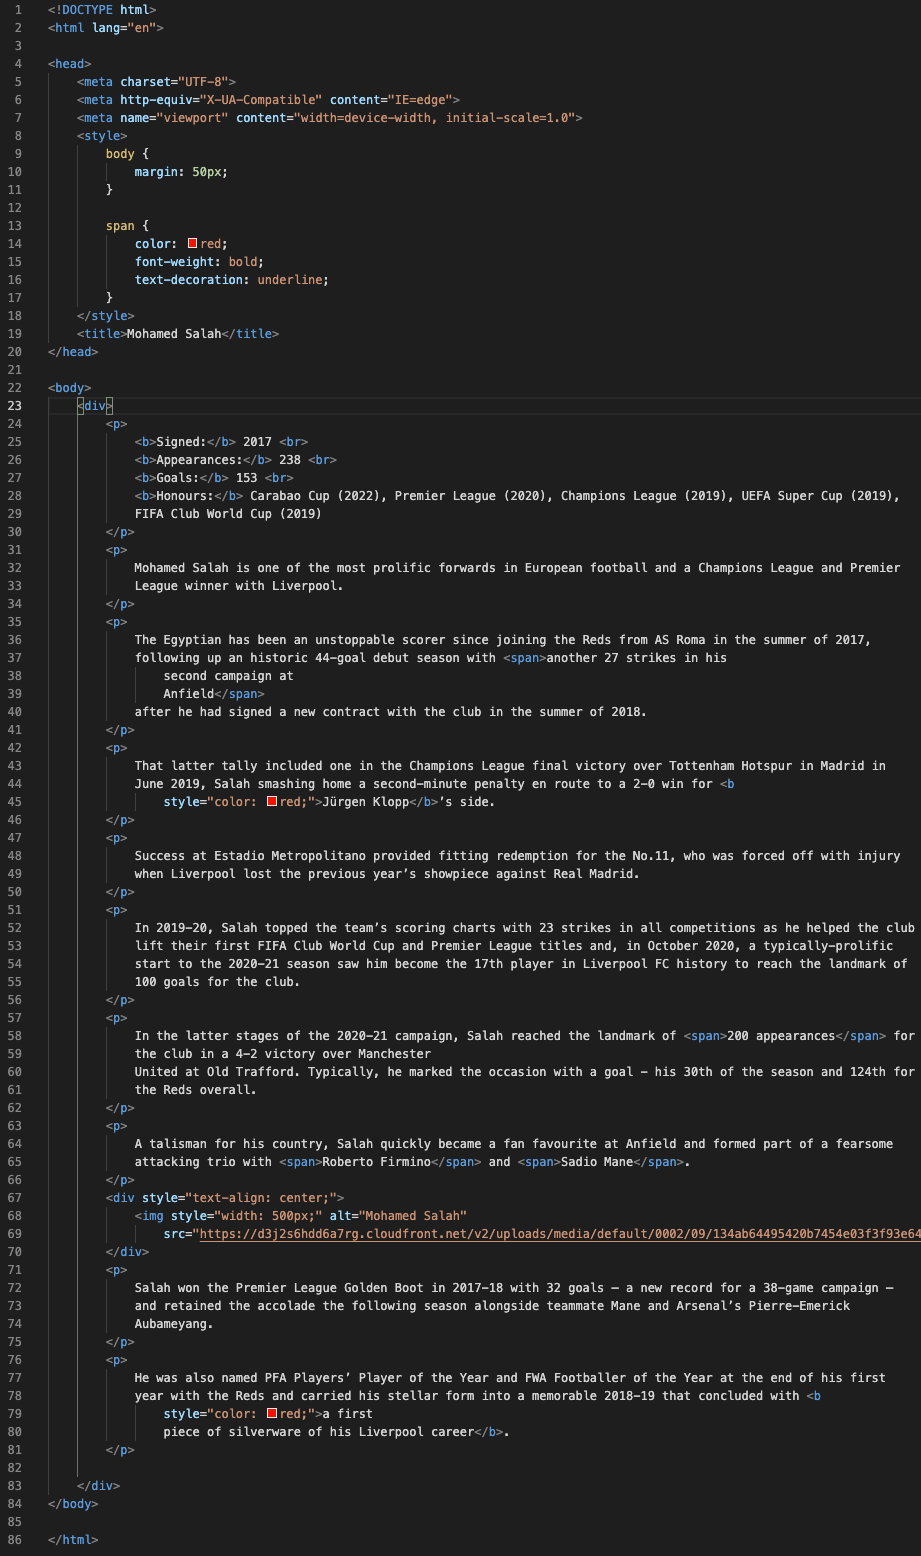 1 <!DOCTYPE html>
2 <html lang="en">
3
4 <head>
5 <meta charset="UTF-8">
6 <meta http-equiv="X-UA-Compatible" content="IE=edge">
7 <meta name="viewport" content="width=device-width, initial-scale=1.0">
8 <style>
9 body {
10 margin: 50px;
11 }
12
13 span {
14 color: red;
15 font-weight: bold;
16 text-decoration: underline;
17 }
18 </style>
19 <title>Mohamed Salah</title>
20 </head>
21
22 <body>
23 <div>
24 <p>
25 <b>Signed:</b> 2017 <br>
26 <b>Appearances:</b> 238 <br>
27 <b>Goals:</b> 153 <br>
28 <b>Honours:</b> Carabao Cup (2022), Premier League (2020), Champions League (2019), UEFA Super Cup (2019),
29 FIFA Club World Cup (2019)
30 </p>
31 <p>
32 Mohamed Salah is one of the most prolific forwards in European football and a Champions League and Premier
33 League winner with Liverpool.
34 </p>
35 <p>
36 The Egyptian has been an unstoppable scorer since joining the Reds from AS Roma in the summer of 2017,
37 following up an historic 44-goal debut season with <span>another 27 strikes in his
38 second campaign at
39 Anfield</span>
40 after he had signed a new contract with the club in the summer of 2018.
41 </p>
42 <p>
43 That latter tally included one in the Champions League final victory over Tottenham Hotspur in Madrid in
44 June 2019, Salah smashing home a second-minute penalty en route to a 2-0 win for <b
45 style="color: red;">Jürgen Klopp</b>’s side.
46 </p>
47 <p>
48 Success at Estadio Metropolitano provided fitting redemption for the No.11, who was forced off with injury
49 when Liverpool lost the previous year’s showpiece against Real Madrid.
50 </p>
51 <p>
52 In 2019-20, Salah topped the team’s scoring charts with 23 strikes in all competitions as he helped the club
53 lift their first FIFA Club World Cup and Premier League titles and, in October 2020, a typically-prolific
54 start to the 2020-21 season saw him become the 17th player in Liverpool FC history to reach the landmark of
55 100 goals for the club.
56 </p>
57 <p>
58 In the latter stages of the 2020-21 campaign, Salah reached the landmark of <span>200 appearances</span> for
59 the club in a 4-2 victory over Manchester
60 United at Old Trafford. Typically, he marked the occasion with a goal – his 30th of the season and 124th for
61 the Reds overall.
62 </p>
63 <p>
64 A talisman for his country, Salah quickly became a fan favourite at Anfield and formed part of a fearsome
65 attacking trio with <span>Roberto Firmino</span> and <span>Sadio Mane</span>.
66 </p>
67 <div style="text-align: center;">
68 <img style="width: 500px;" alt="Mohamed Salah"
69 src="https://d3j2s6hdd6a7rg.cloudfront.net/v2/uploads/media/default/0002/09/134ab64495420b7454e03f3f93e64
70 </div>
71 <p>
72 Salah won the Premier League Golden Boot in 2017-18 with 32 goals – a new record for a 38-game campaign –
73 and retained the accolade the following season alongside teammate Mane and Arsenal’s Pierre-Emerick
74 Aubameyang.
75 </p>
76 <p>
77 He was also named PFA Players’ Player of the Year and FWA Footballer of the Year at the end of his first
78 year with the Reds and carried his stellar form into a memorable 2018-19 that concluded with <b
79 style="color: red;">a first
80 piece of silverware of his Liverpool career</b>.
81 </p>
82
83 </div>
84 </body>
85
86 </html>